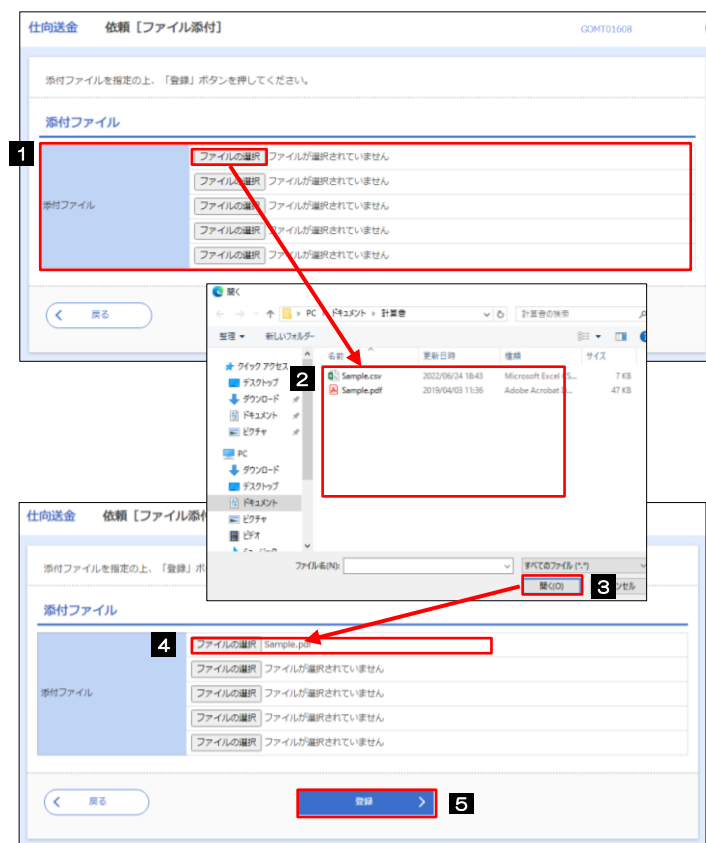 仕向送金 依頼［ファイル添付］ GOMT01608
添付ファイルを指定の上、「登録」ボタンを押してください。
添付ファイル
1
ファイルの選択 ファイルが選択されていません
ファイルの選択 ファイルが選択されていません
添付ファイル ファイルの選択 ファイルが選択されていません
ファイルの選択 ファイルが選択されていません
ファイルの選択 ファイルが選択されていません
戻る
開く
PC › ドキュメント › 計算書 計算書の検索
整理 新しいフォルダー
名前 更新日時 種類 サイズ
2
クイック アクセス
デスクトップ
ダウンロード
ドキュメント
ピクチャ
PC
ダウンロード
デスクトップ
ドキュメント
ピクチャ
ビデオ
Sample.csv 2022/06/24 18:43 Microsoft Excel CS... 7 KB
Sample.pdf 2019/04/03 11:36 Adobe Acrobat D... 47 KB
ファイル名(N): すべてのファイル (*.*)
開く(O) 3 ンセル
仕向送金 依頼［ファイル添
添付ファイルを指定の上、「登録」ボ
添付ファイル
4 ファイルの選択 Sample.pdf
ファイルの選択 ファイルが選択されていません
添付ファイル ファイルの選択 ファイルが選択されていません
ファイルの選択 ファイルが選択されていません
ファイルの選択 ファイルが選択されていません
戻る 登録 5